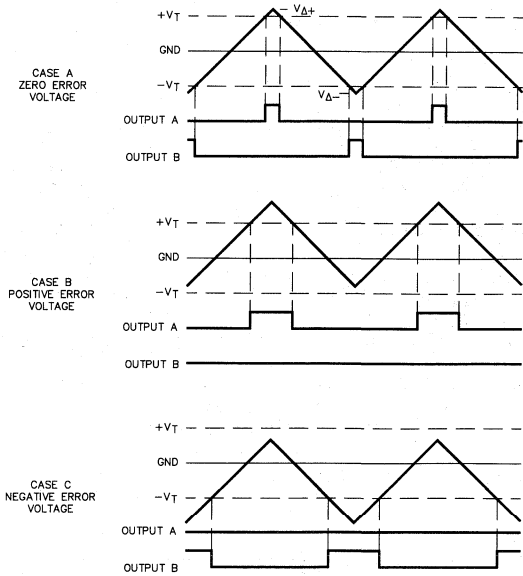 CASE A
ZERO ERROR
VOLTAGE
+VT
- VΔ+
GND
-VT
VΔ-
OUTPUT A
OUTPUT B
CASE B
POSITIVE ERROR
VOLTAGE
+VT
GND
-VT
OUTPUT A
OUTPUT B
CASE C
NEGATIVE ERROR
VOLTAGE
+VT
GND
-VT
OUTPUT A
OUTPUT B